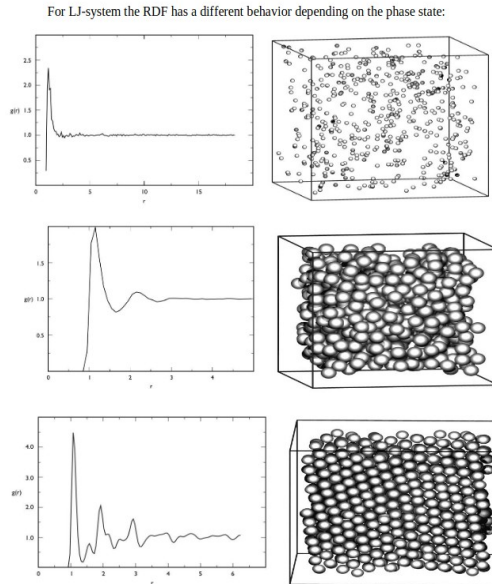 For LJ-system the RDF has a different behavior depending on the phase state:
2.5
2.0
g(r) 1.5
1.0
0.5
0 5 10 15
r
1.5
g(r) 1.0
0.5
0 1 2 3 4
r
4.0
3.0
g(r)
2.0
1.0
0 1 2 3 4 5 6
r